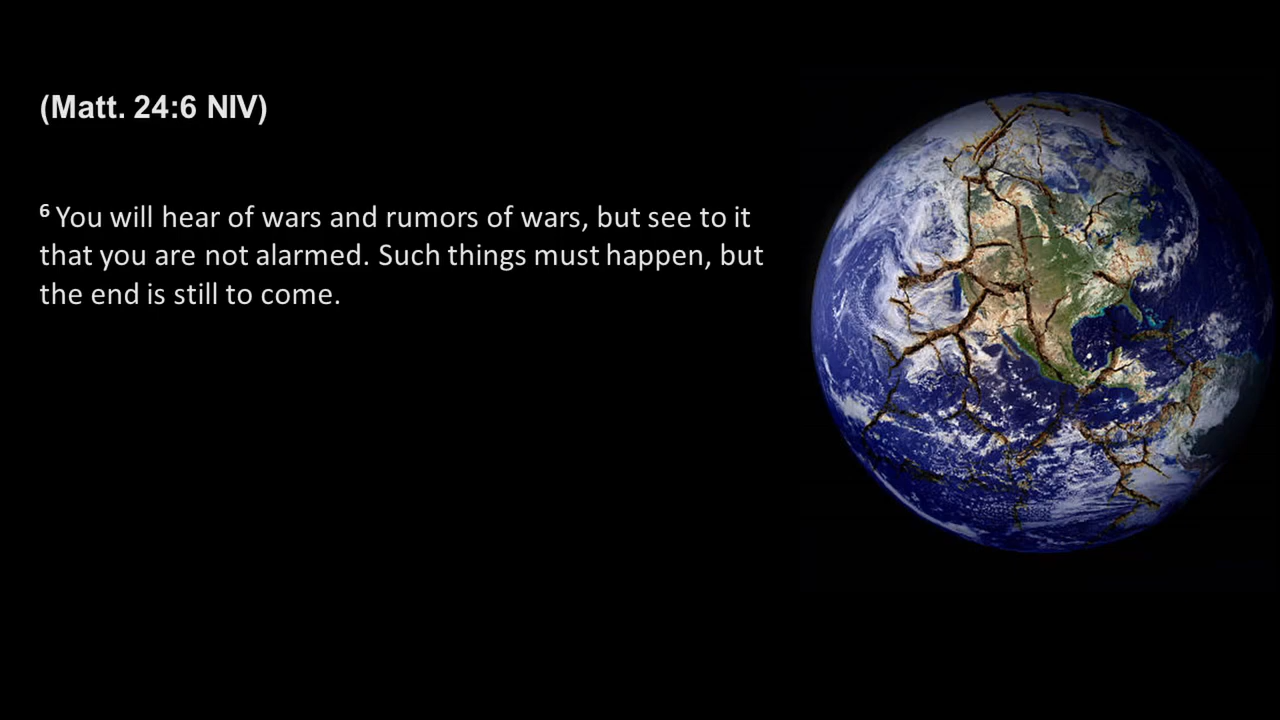 (Matt. 24:6 NIV)
⁶ You will hear of wars and rumors of wars, but see to it
that you are not alarmed. Such things must happen, but
the end is still to come.